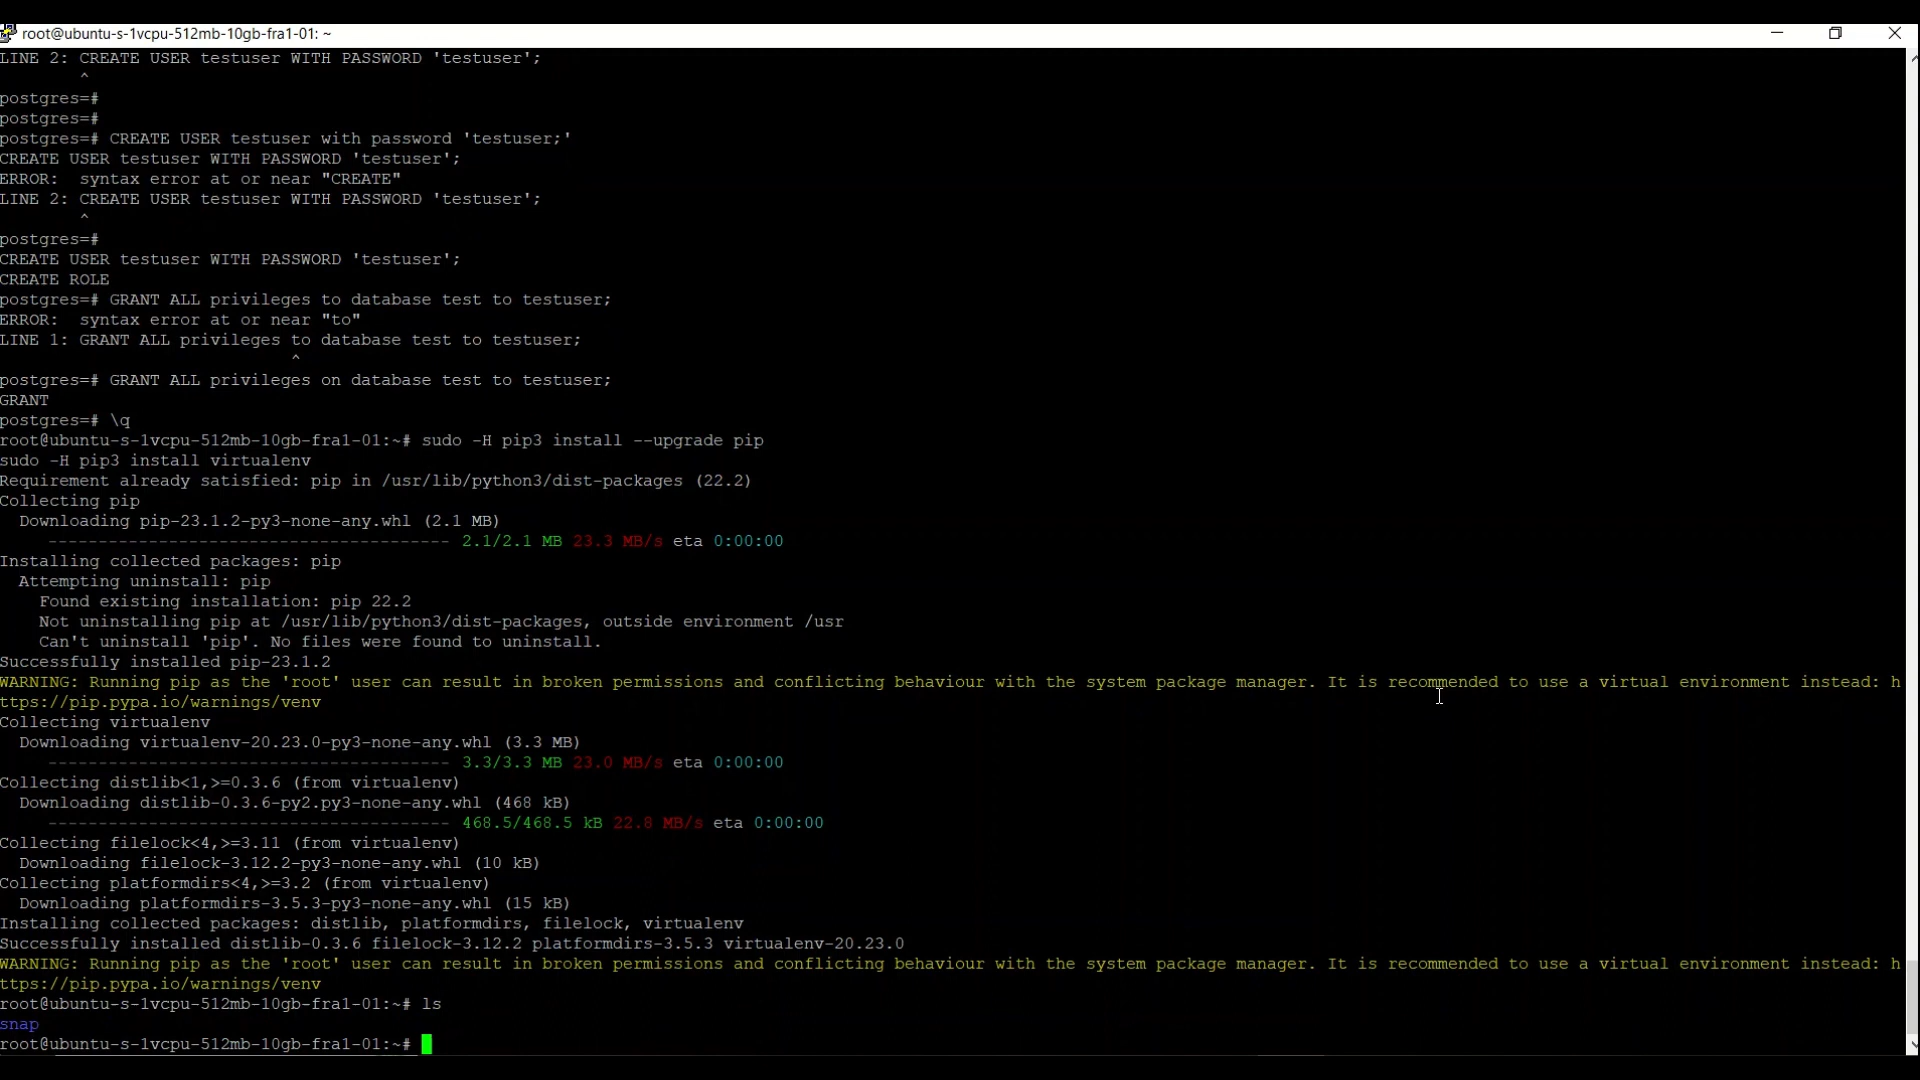 root@ubuntu-s-1vcpu-512mb-10gb-fra1-01: ~
LINE 2: CREATE USER testuser WITH PASSWORD 'testuser';
^
postgres=#
postgres=#
postgres=# CREATE USER testuser with password 'testuser;'
CREATE USER testuser WITH PASSWORD 'testuser';
ERROR:  syntax error at or near "CREATE"
LINE 2: CREATE USER testuser WITH PASSWORD 'testuser';
^
postgres=#
CREATE USER testuser WITH PASSWORD 'testuser';
CREATE ROLE
postgres=# GRANT ALL privileges to database test to testuser;
ERROR:  syntax error at or near "to"
LINE 1: GRANT ALL privileges to database test to testuser;
^
postgres=# GRANT ALL privileges on database test to testuser;
GRANT
postgres=# \q
root@ubuntu-s-1vcpu-512mb-10gb-fra1-01:~# sudo -H pip3 install --upgrade pip
sudo -H pip3 install virtualenv
Requirement already satisfied: pip in /usr/lib/python3/dist-packages (22.2)
Collecting pip
Downloading pip-23.1.2-py3-none-any.whl (2.1 MB)
---------------------------------------- 2.1/2.1 MB 23.3 MB/s eta 0:00:00
Installing collected packages: pip
Attempting uninstall: pip
Found existing installation: pip 22.2
Not uninstalling pip at /usr/lib/python3/dist-packages, outside environment /usr
Can't uninstall 'pip'. No files were found to uninstall.
Successfully installed pip-23.1.2
WARNING: Running pip as the 'root' user can result in broken permissions and conflicting behaviour with the system package manager. It is recommended to use a virtual environment instead: h
ttps://pip.pypa.io/warnings/venv
Collecting virtualenv
Downloading virtualenv-20.23.0-py3-none-any.whl (3.3 MB)
---------------------------------------- 3.3/3.3 MB 23.0 MB/s eta 0:00:00
Collecting distlib<1,>=0.3.6 (from virtualenv)
Downloading distlib-0.3.6-py2.py3-none-any.whl (468 kB)
---------------------------------------- 468.5/468.5 kB 22.8 MB/s eta 0:00:00
Collecting filelock<4,>=3.11 (from virtualenv)
Downloading filelock-3.12.2-py3-none-any.whl (10 kB)
Collecting platformdirs<4,>=3.2 (from virtualenv)
Downloading platformdirs-3.5.3-py3-none-any.whl (15 kB)
Installing collected packages: distlib, platformdirs, filelock, virtualenv
Successfully installed distlib-0.3.6 filelock-3.12.2 platformdirs-3.5.3 virtualenv-20.23.0
WARNING: Running pip as the 'root' user can result in broken permissions and conflicting behaviour with the system package manager. It is recommended to use a virtual environment instead: h
ttps://pip.pypa.io/warnings/venv
root@ubuntu-s-1vcpu-512mb-10gb-fra1-01:~# ls
snap
root@ubuntu-s-1vcpu-512mb-10gb-fra1-01:~#